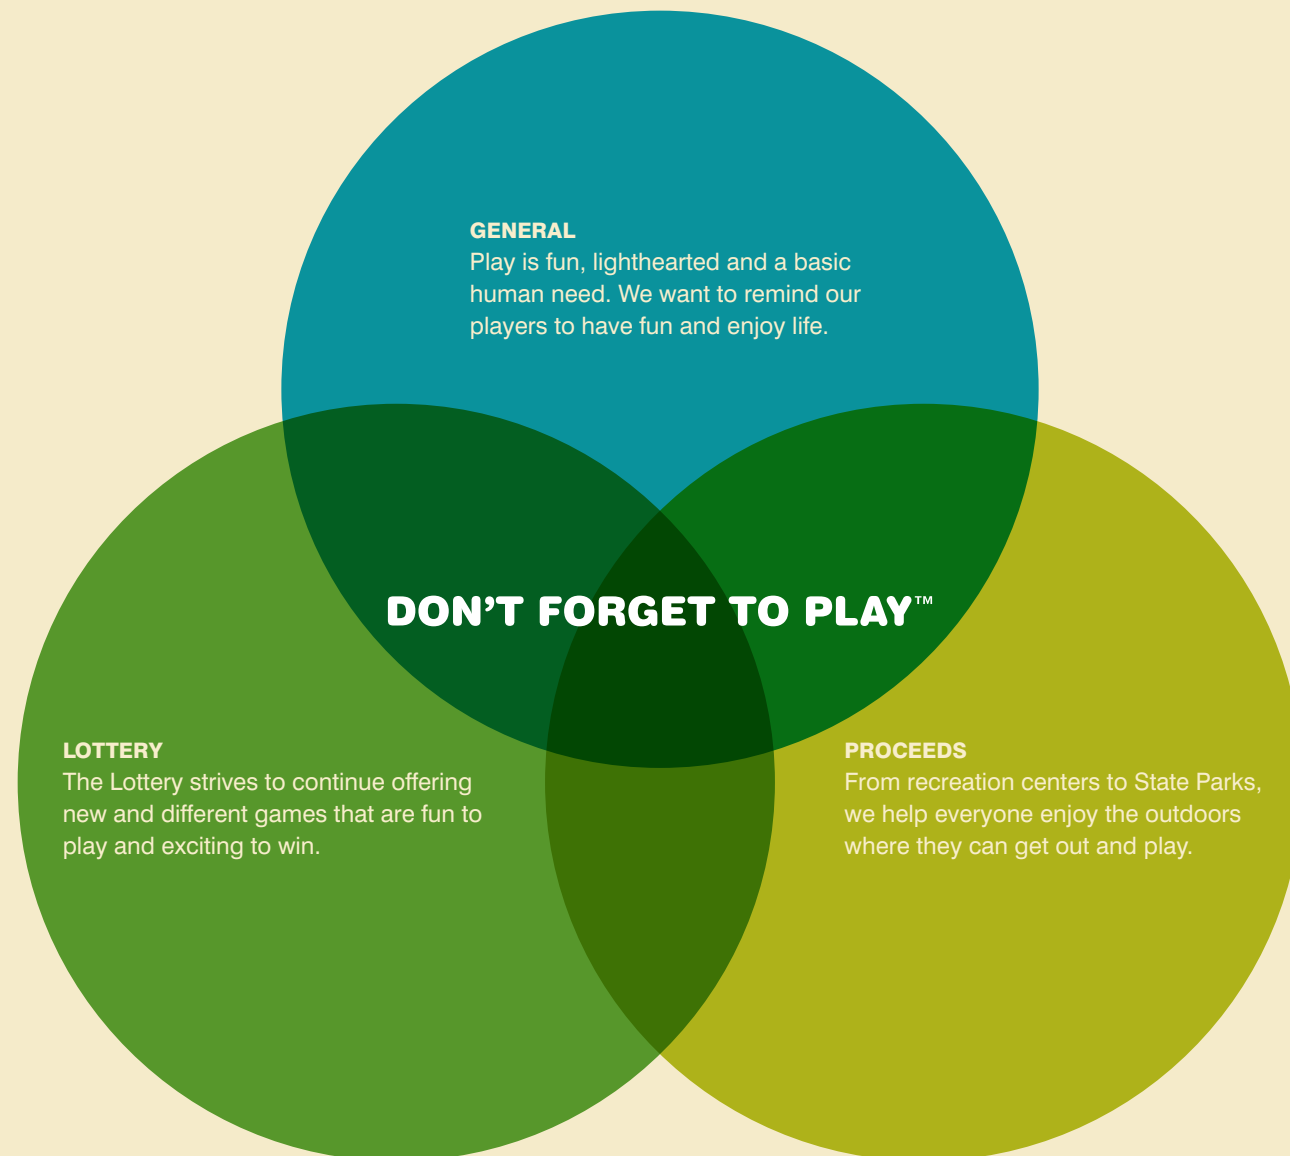 GENERAL
Play is fun, lighthearted and a basic
human need. We want to remind our
players to have fun and enjoy life.
DON’T FORGET TO PLAY™
LOTTERY
The Lottery strives to continue offering
new and different games that are fun to
play and exciting to win.
PROCEEDS
From recreation centers to State Parks,
we help everyone enjoy the outdoors
where they can get out and play.